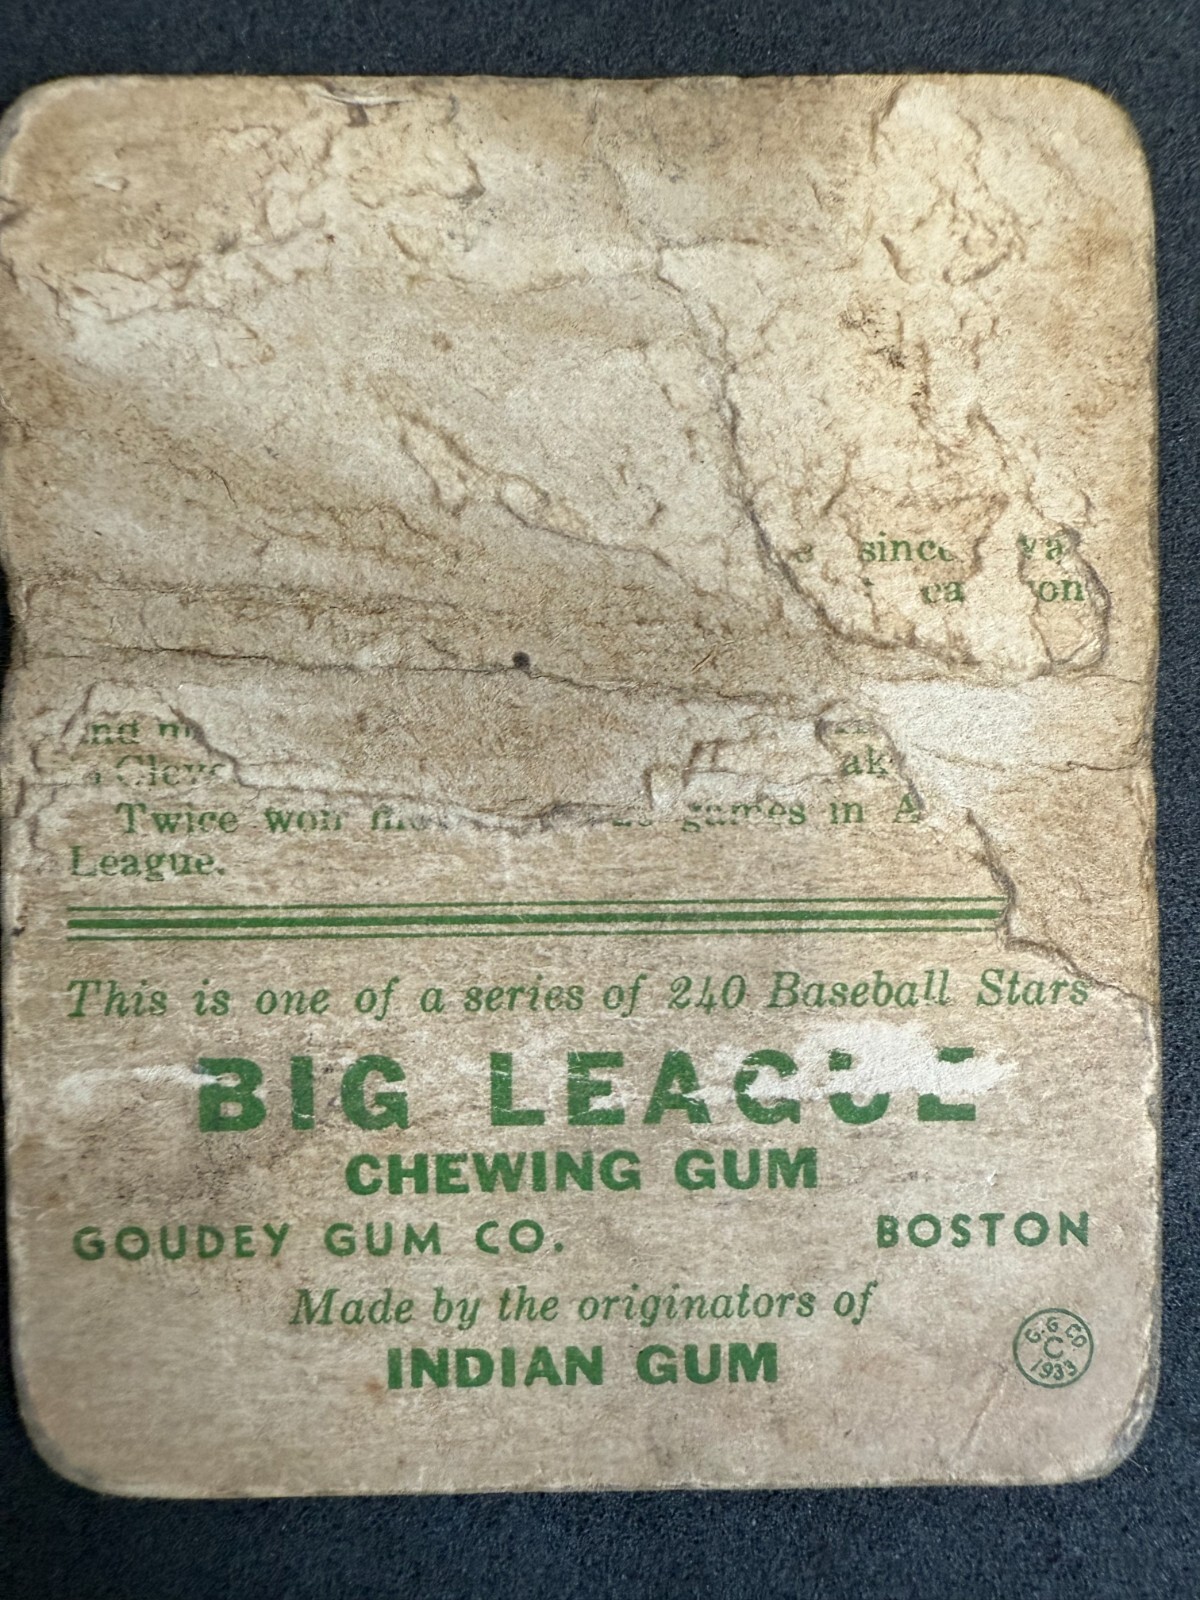 since
on
Twice won games in
League.
This is one of a series of 240 Baseball Stars
BIG LEAGUE
CHEWING GUM
GOUDEY GUM CO. BOSTON
Made by the originators of
INDIAN GUM
G.G.CO
C
1933